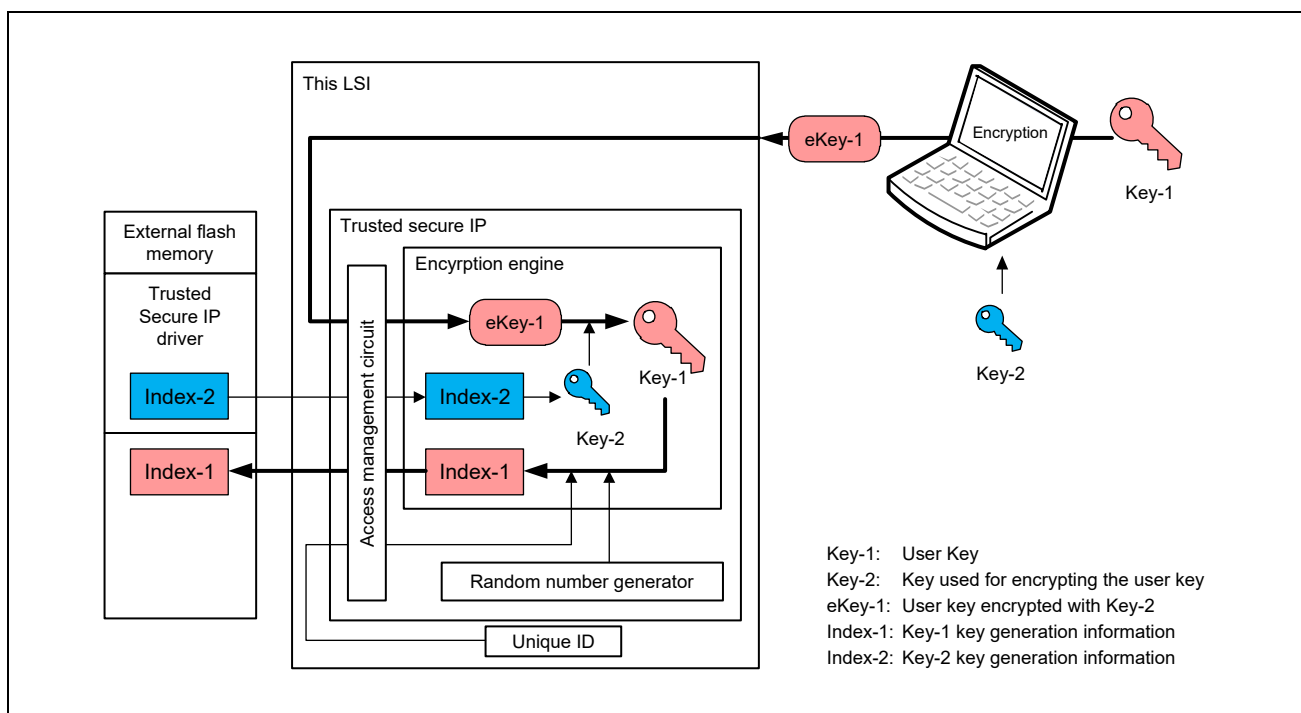 This LSI
eKey-1
Encryption
Key-1
Trusted secure IP
External flash
memory
Encyrption engine
Trusted
Secure IP
driver
Access management circuit
eKey-1
Key-1
Key-2
Index-2
Index-2
Key-2
Index-1
Index-1
Random number generator
Unique ID
Key-1: User Key
Key-2: Key used for encrypting the user key
eKey-1: User key encrypted with Key-2
Index-1: Key-1 key generation information
Index-2: Key-2 key generation information